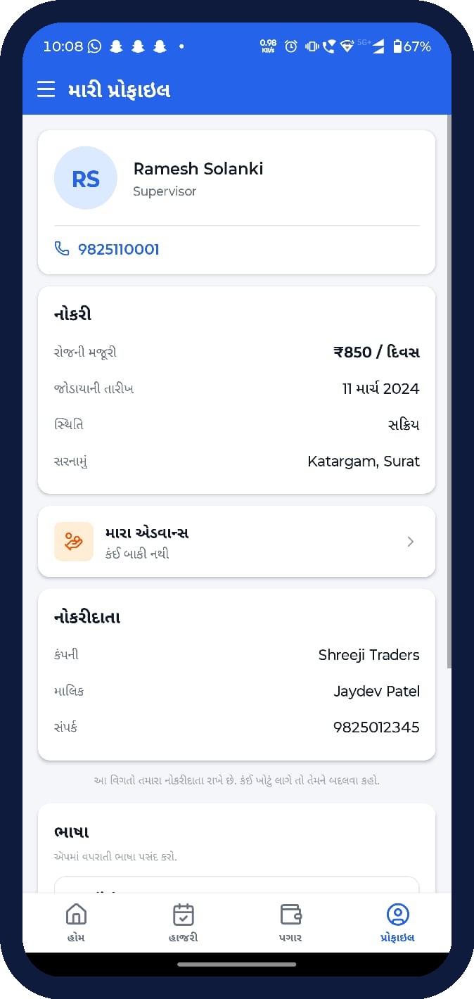 10:08
0.98
KB/s
5G+
67%
મારી પ્રોફાઇલ
RS
Ramesh Solanki
Supervisor
9825110001
નોકરી
રોજની મજૂરી ₹850 / દિવસ
જોડાયાની તારીખ 11 માર્ચ 2024
સ્થિતિ સક્રિય
સરનામું Katargam, Surat
મારા એડવાન્સ
કંઈ બાકી નથી
નોકરીદાતા
કંપની Shreeji Traders
માલિક Jaydev Patel
સંપર્ક 9825012345
આ વિગતો તમારા નોકરીદાતા રાખે છે. કંઈ ખોટું લાગે તો તેમને બદલવા કહો.
ભાષા
ઍપમાં વપરાતી ભાષા પસંદ કરો.
હોમ હાજરી પગાર પ્રોફાઇલ